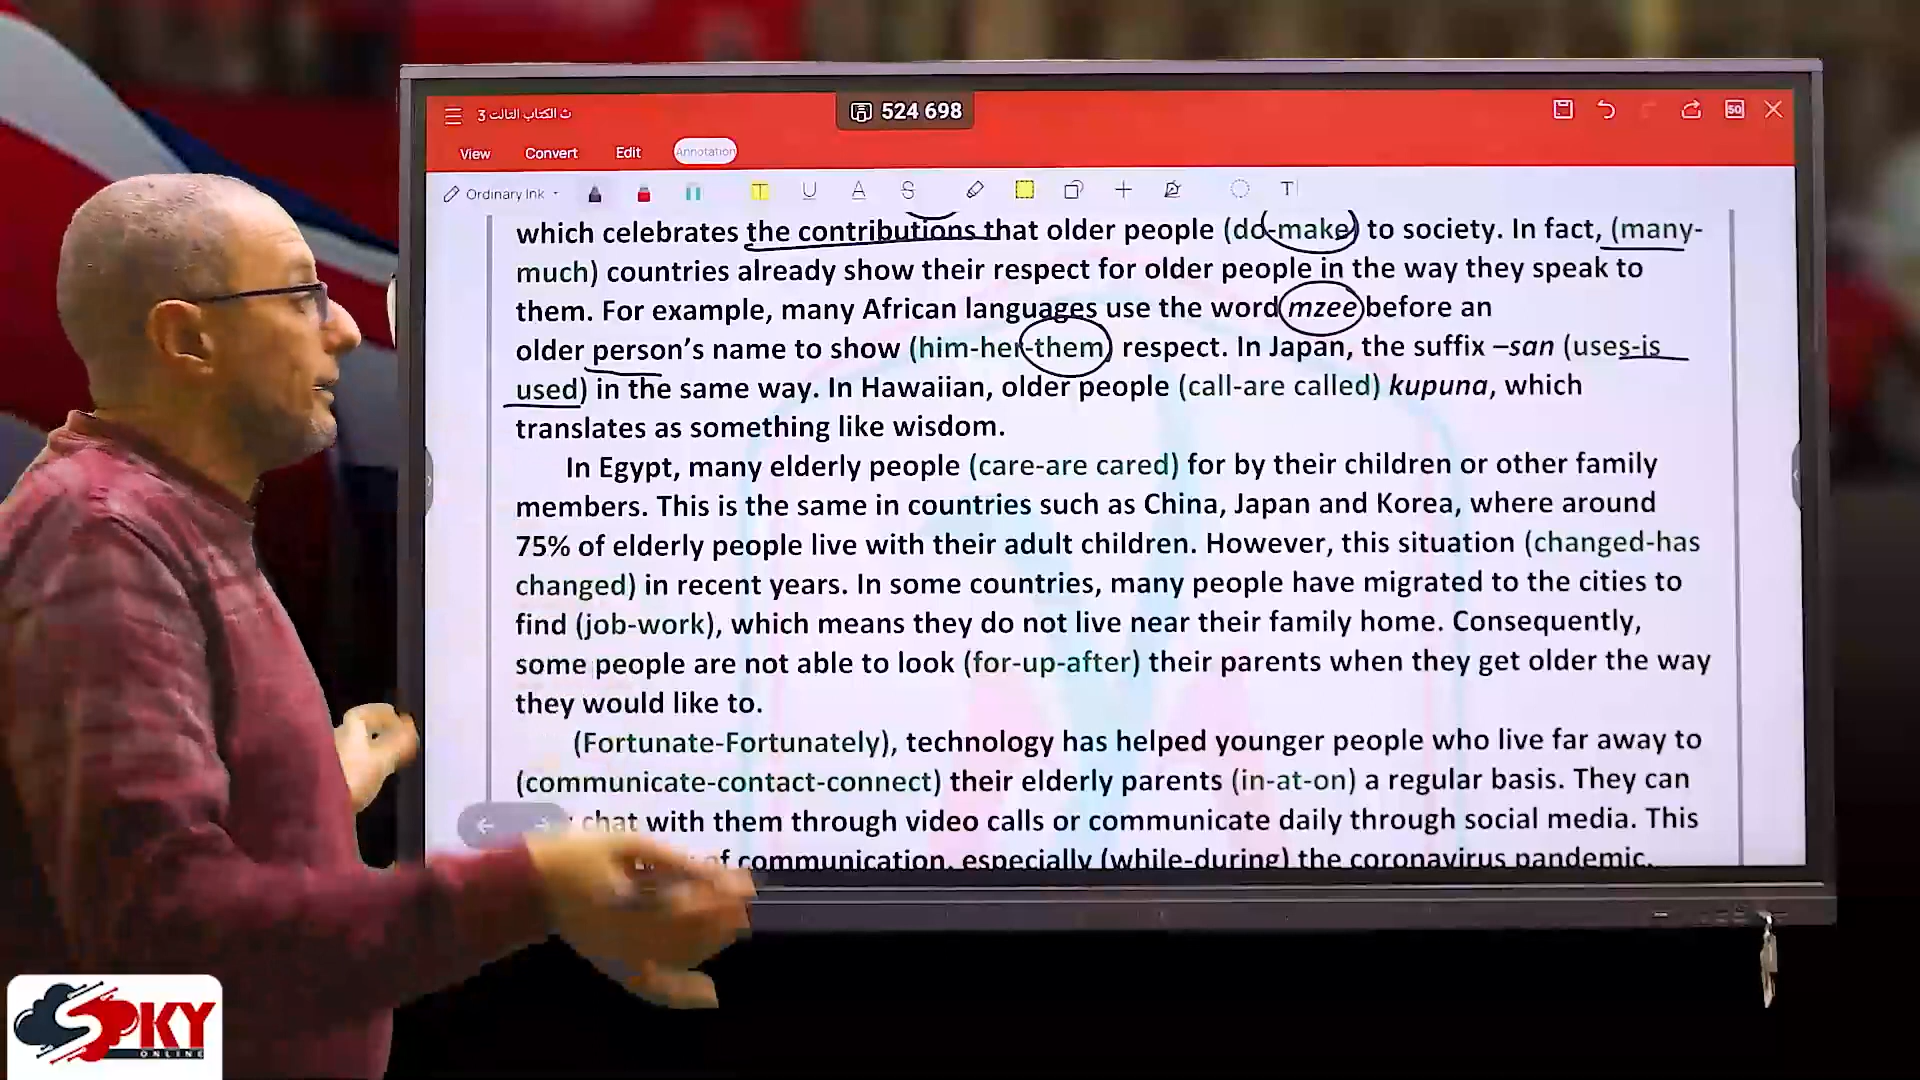 3 ث الكتاب التالت
524 698
50
View Convert Edit Annotation
Ordinary Ink
which celebrates the contributions that older people (do-make) to society. In fact, (many-
much) countries already show their respect for older people in the way they speak to
them. For example, many African languages use the word mzee before an
older person's name to show (him-her-them) respect. In Japan, the suffix –san (uses-is
used) in the same way. In Hawaiian, older people (call-are called) kupuna, which
translates as something like wisdom.
In Egypt, many elderly people (care-are cared) for by their children or other family
members. This is the same in countries such as China, Japan and Korea, where around
75% of elderly people live with their adult children. However, this situation (changed-has
changed) in recent years. In some countries, many people have migrated to the cities to
find (job-work), which means they do not live near their family home. Consequently,
some people are not able to look (for-up-after) their parents when they get older the way
they would like to.
(Fortunate-Fortunately), technology has helped younger people who live far away to
(communicate-contact-connect) their elderly parents (in-at-on) a regular basis. They can
chat with them through video calls or communicate daily through social media. This
of communication, especially (while-during) the coronavirus pandemic.
SPKY
ONLINE